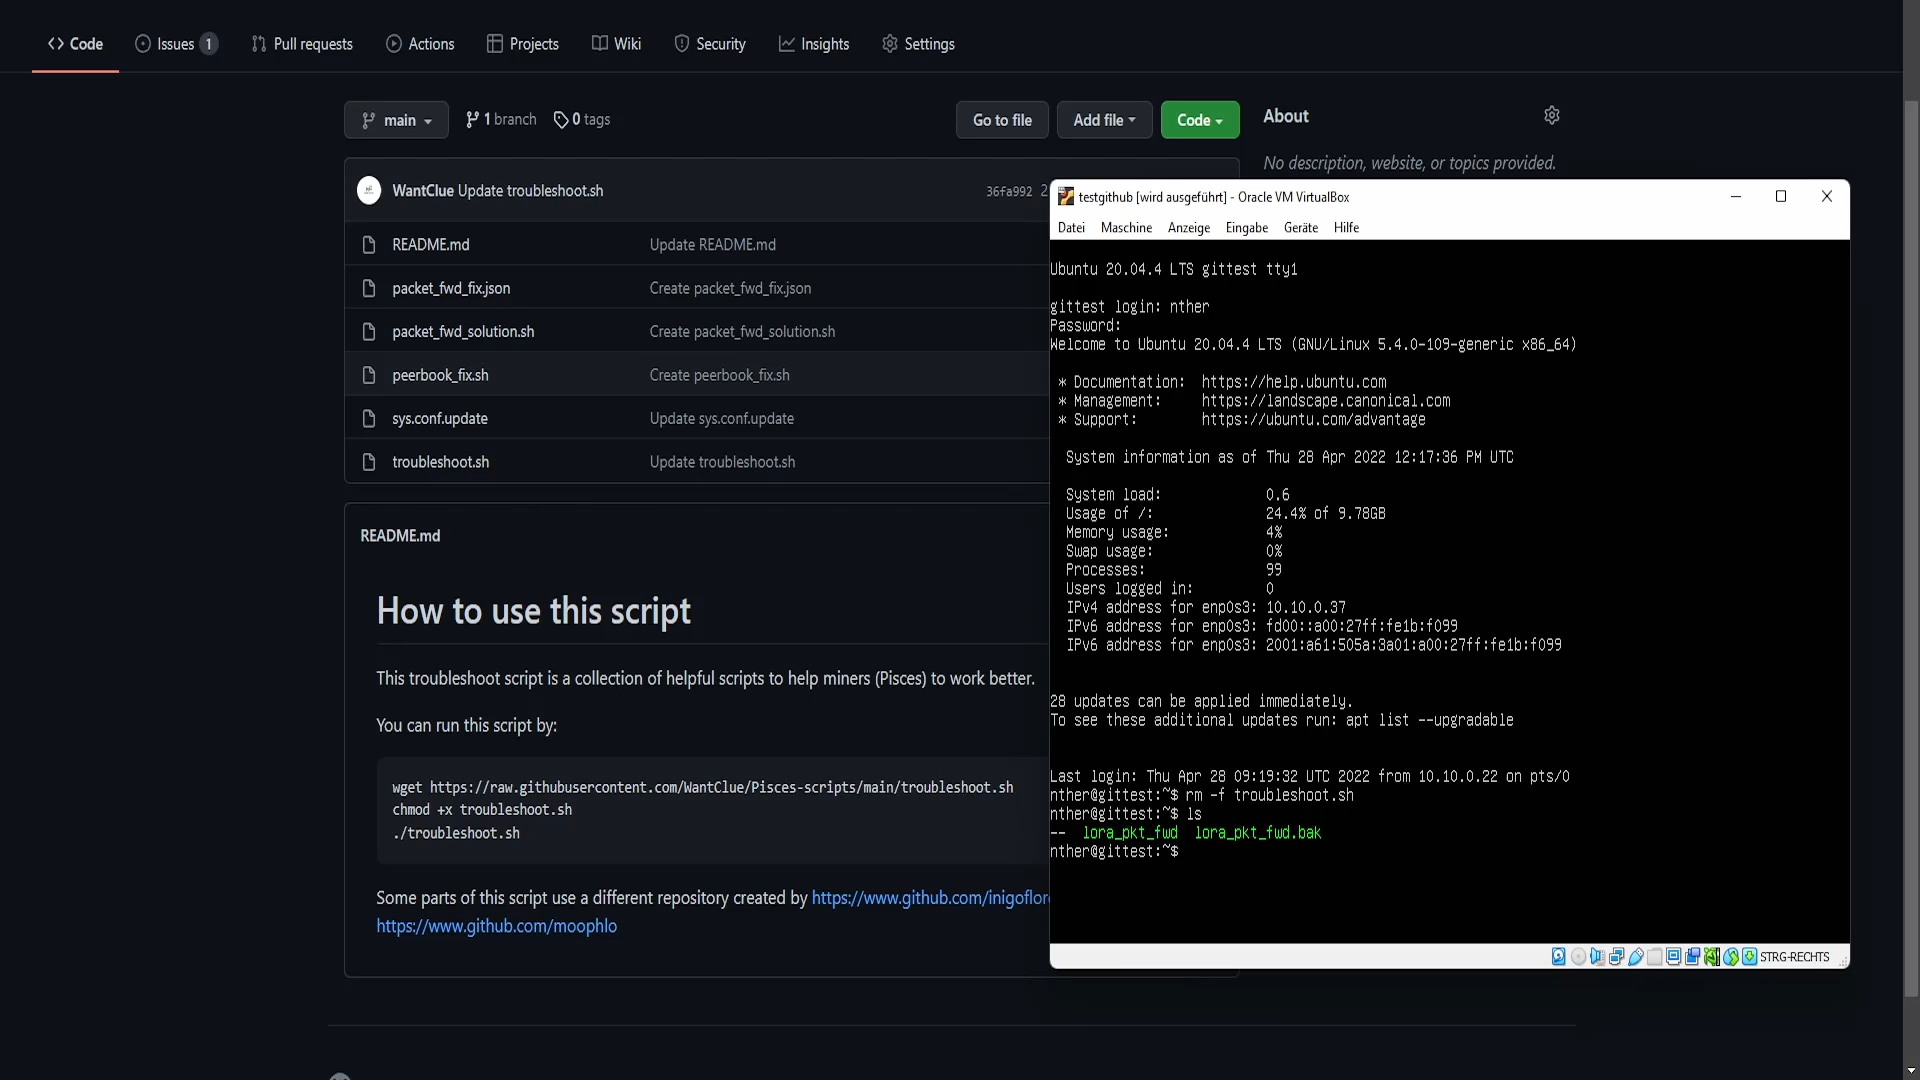 Code
Issues 1
Pull requests
Actions
Projects
Wiki
Security
Insights
Settings
main
1 branch
0 tags
Go to file
Add file
Code
About
No description, website, or topics provided.
WantClue Update troubleshoot.sh
36fa992 2
README.md Update README.md
packet_fwd_fix.json Create packet_fwd_fix.json
packet_fwd_solution.sh Create packet_fwd_solution.sh
peerbook_fix.sh Create peerbook_fix.sh
sys.conf.update Update sys.conf.update
troubleshoot.sh Update troubleshoot.sh
README.md
How to use this script
This troubleshoot script is a collection of helpful scripts to help miners (Pisces) to work better.
You can run this script by:
wget https://raw.githubusercontent.com/WantClue/Pisces-scripts/main/troubleshoot.sh
chmod +x troubleshoot.sh
./troubleshoot.sh
Some parts of this script use a different repository created by https://www.github.com/inigoflor
https://www.github.com/moophlo
testgithub [wird ausgeführt] - Oracle VM VirtualBox
Datei Maschine Anzeige Eingabe Geräte Hilfe
Ubuntu 20.04.4 LTS gittest tty1
gittest login: nther
Password:
Welcome to Ubuntu 20.04.4 LTS (GNU/Linux 5.4.0-109-generic x86_64)
* Documentation: https://help.ubuntu.com
* Management: https://landscape.canonical.com
* Support: https://ubuntu.com/advantage
System information as of Thu 28 Apr 2022 12:17:36 PM UTC
System load: 0.6
Usage of /: 24.4% of 9.78GB
Memory usage: 4%
Swap usage: 0%
Processes: 99
Users logged in: 0
IPv4 address for enp0s3: 10.10.0.37
IPv6 address for enp0s3: fd00::a00:27ff:fe1b:f099
IPv6 address for enp0s3: 2001:a61:505a:3a01:a00:27ff:fe1b:f099
28 updates can be applied immediately.
To see these additional updates run: apt list --upgradable
Last login: Thu Apr 28 09:19:32 UTC 2022 from 10.10.0.22 on pts/0
nther@gittest:~$ rm -f troubleshoot.sh
nther@gittest:~$ ls
-- lora_pkt_fwd lora_pkt_fwd.bak
nther@gittest:~$
STRG-RECHTS